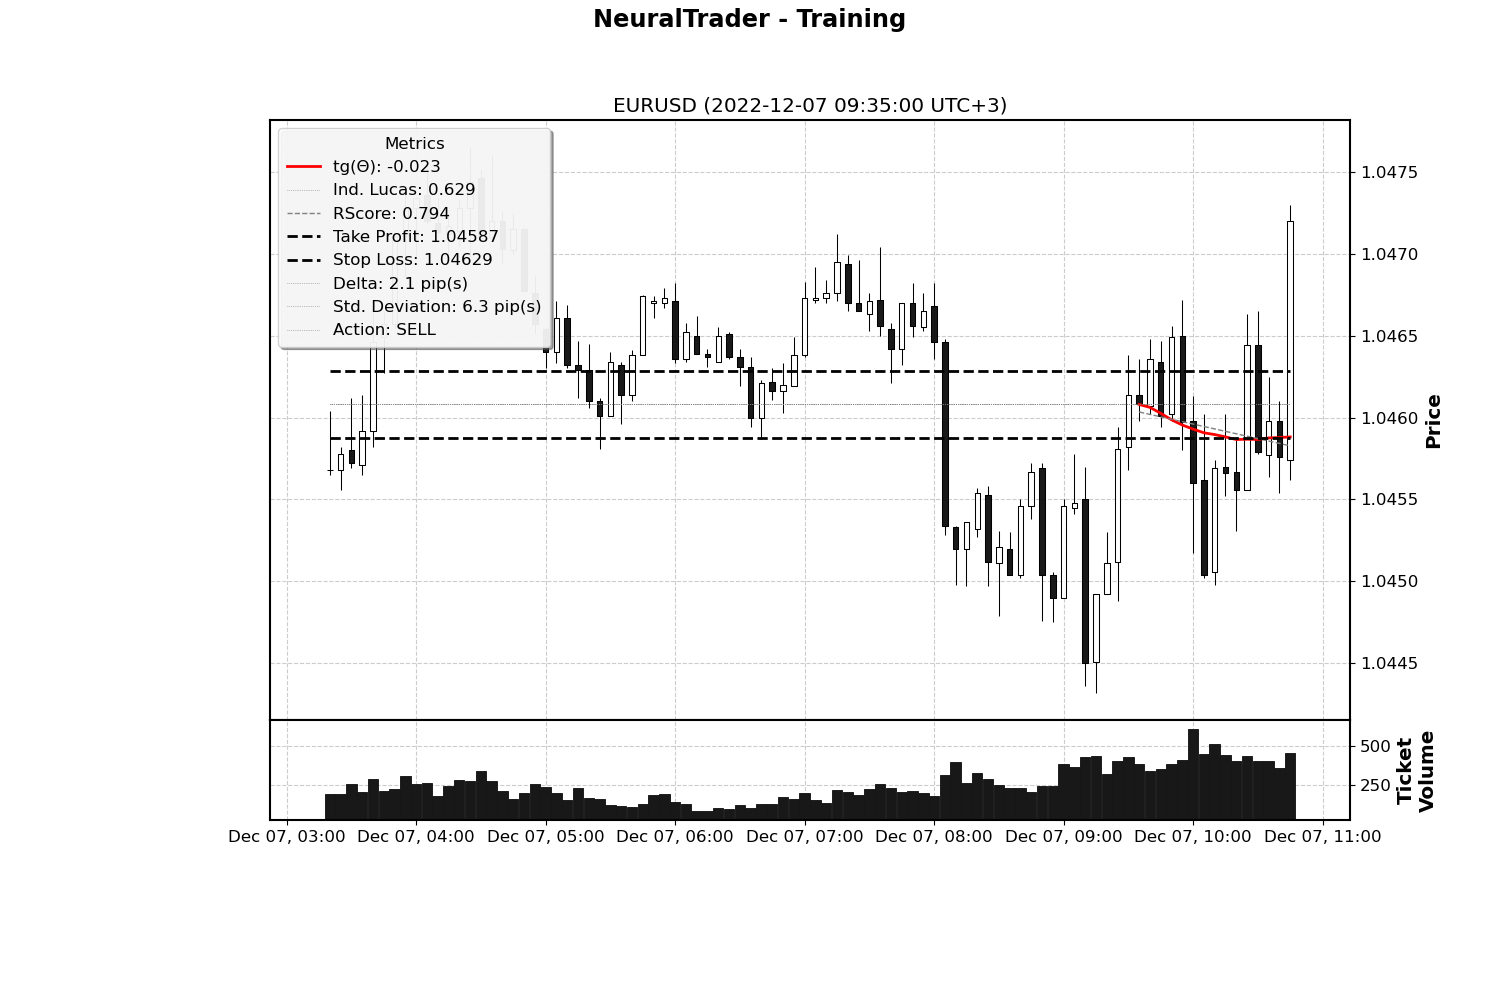 NeuralTrader - Training
EURUSD (2022-12-07 09:35:00 UTC+3)
Metrics
tg(Θ): -0.023
Ind. Lucas: 0.629
RScore: 0.794
Take Profit: 1.04587
Stop Loss: 1.04629
Delta: 2.1 pip(s)
Std. Deviation: 6.3 pip(s)
Action: SELL
1.0475
1.0470
1.0465
1.0460
1.0455
1.0450
1.0445
Price
500
250
Ticket
Volume
Dec 07, 03:00
Dec 07, 04:00
Dec 07, 05:00
Dec 07, 06:00
Dec 07, 07:00
Dec 07, 08:00
Dec 07, 09:00
Dec 07, 10:00
Dec 07, 11:00